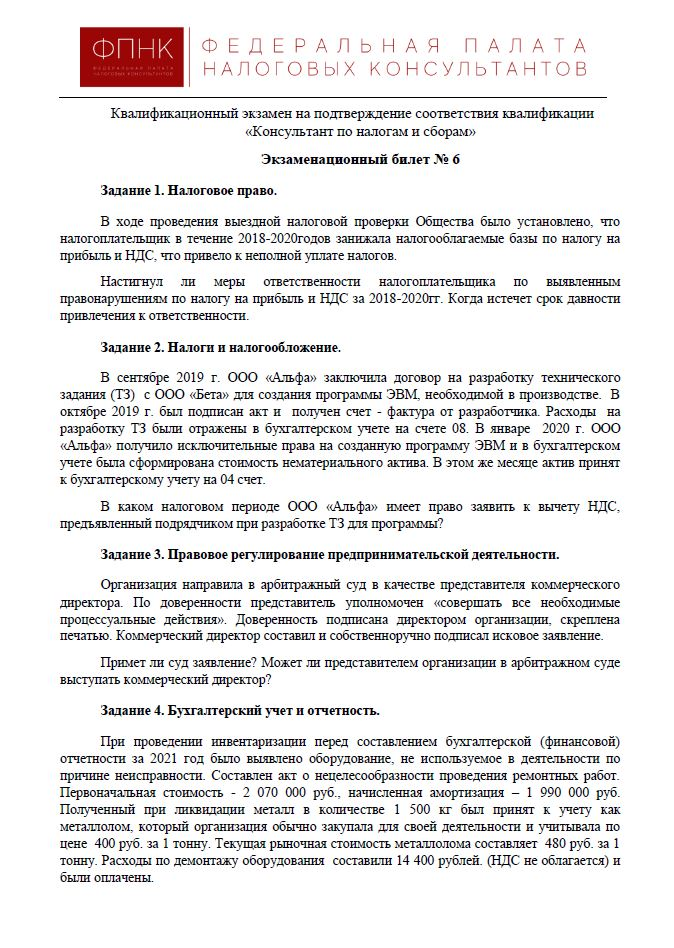 ФПНК
ФЕДЕРАЛЬНАЯ ПАЛАТА
НАЛОГОВЫХ КОНСУЛЬТАНТОВ
ФЕДЕРАЛЬНАЯ ПАЛАТА
НАЛОГОВЫХ КОНСУЛЬТАНТОВ
Квалификационный экзамен на подтверждение соответствия квалификации
«Консультант по налогам и сборам»
Экзаменационный билет № 6
Задание 1. Налоговое право.
В ходе проведения выездной налоговой проверки Общества было установлено, что
налогоплательщик в течение 2018-2020годов занижала налогооблагаемые базы по налогу на
прибыль и НДС, что привело к неполной уплате налогов.
Настигнул ли меры ответственности налогоплательщика по выявленным
правонарушениям по налогу на прибыль и НДС за 2018-2020гг. Когда истечет срок давности
привлечения к ответственности.
Задание 2. Налоги и налогообложение.
В сентябре 2019 г. ООО «Альфа» заключила договор на разработку технического
задания (ТЗ) с ООО «Бета» для создания программы ЭВМ, необходимой в производстве. В
октябре 2019 г. был подписан акт и получен счет - фактура от разработчика. Расходы на
разработку ТЗ были отражены в бухгалтерском учете на счете 08. В январе 2020 г. ООО
«Альфа» получило исключительные права на созданную программу ЭВМ и в бухгалтерском
учете была сформирована стоимость нематериального актива. В этом же месяце актив принят
к бухгалтерскому учету на 04 счет.
В каком налоговом периоде ООО «Альфа» имеет право заявить к вычету НДС,
предъявленный подрядчиком при разработке ТЗ для программы?
Задание 3. Правовое регулирование предпринимательской деятельности.
Организация направила в арбитражный суд в качестве представителя коммерческого
директора. По доверенности представитель уполномочен «совершать все необходимые
процессуальные действия». Доверенность подписана директором организации, скреплена
печатью. Коммерческий директор составил и собственноручно подписал исковое заявление.
Примет ли суд заявление? Может ли представителем организации в арбитражном суде
выступать коммерческий директор?
Задание 4. Бухгалтерский учет и отчетность.
При проведении инвентаризации перед составлением бухгалтерской (финансовой)
отчетности за 2021 год было выявлено оборудование, не используемое в деятельности по
причине неисправности. Составлен акт о нецелесообразности проведения ремонтных работ.
Первоначальная стоимость - 2 070 000 руб., начисленная амортизация – 1 990 000 руб.
Полученный при ликвидации металл в количестве 1 500 кг был принят к учету как
металлолом, который организация обычно закупала для своей деятельности и учитывала по
цене 400 руб. за 1 тонну. Текущая рыночная стоимость металлолома составляет 480 руб. за 1
тонну. Расходы по демонтажу оборудования составили 14 400 рублей. (НДС не облагается) и
были оплачены.